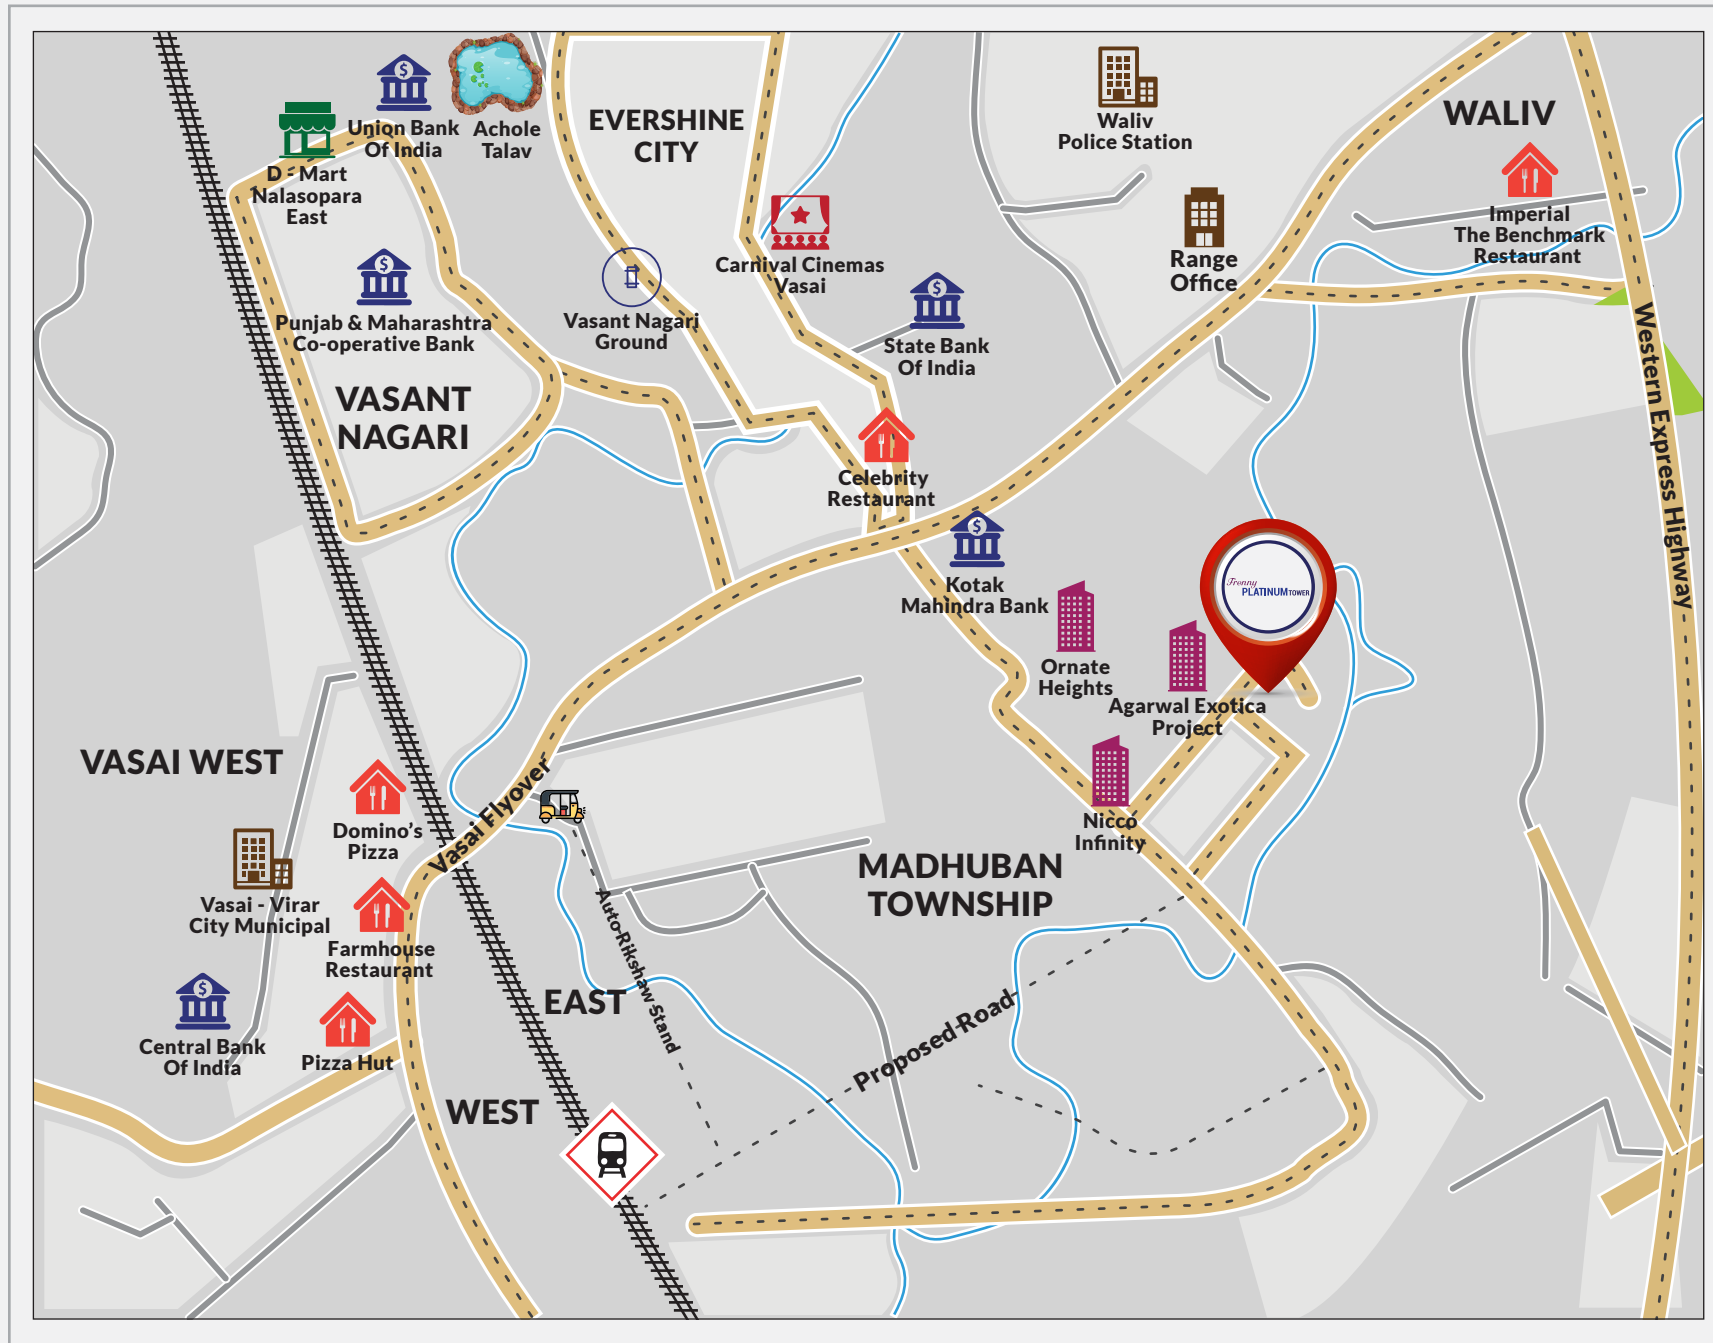 Union Bank
Of India
Achole
Talav
D - Mart
Nalasopara
East
EVERSHINE
CITY
Waliv
Police Station
WALIV
Imperial
The Benchmark
Restaurant
Range
Office
Carnival Cinemas
Vasai
Vasant Nagari
Ground
State Bank
Of India
Punjab & Maharashtra
Co-operative Bank
VASANT
NAGARI
Western Express Highway
Celebrity
Restaurant
Kotak
Mahindra Bank
Ornate
Heights
Frenny
PLATINUM TOWER
Agarwal Exotica
Project
VASAI WEST
Domino's
Pizza
Vasai Flyover
Nicco
Infinity
MADHUBAN
TOWNSHIP
Vasai - Virar
City Municipal
Farmhouse
Restaurant
Auto Rikshaw Stand
EAST
Central Bank
Of India
Pizza Hut
Proposed Road
WEST